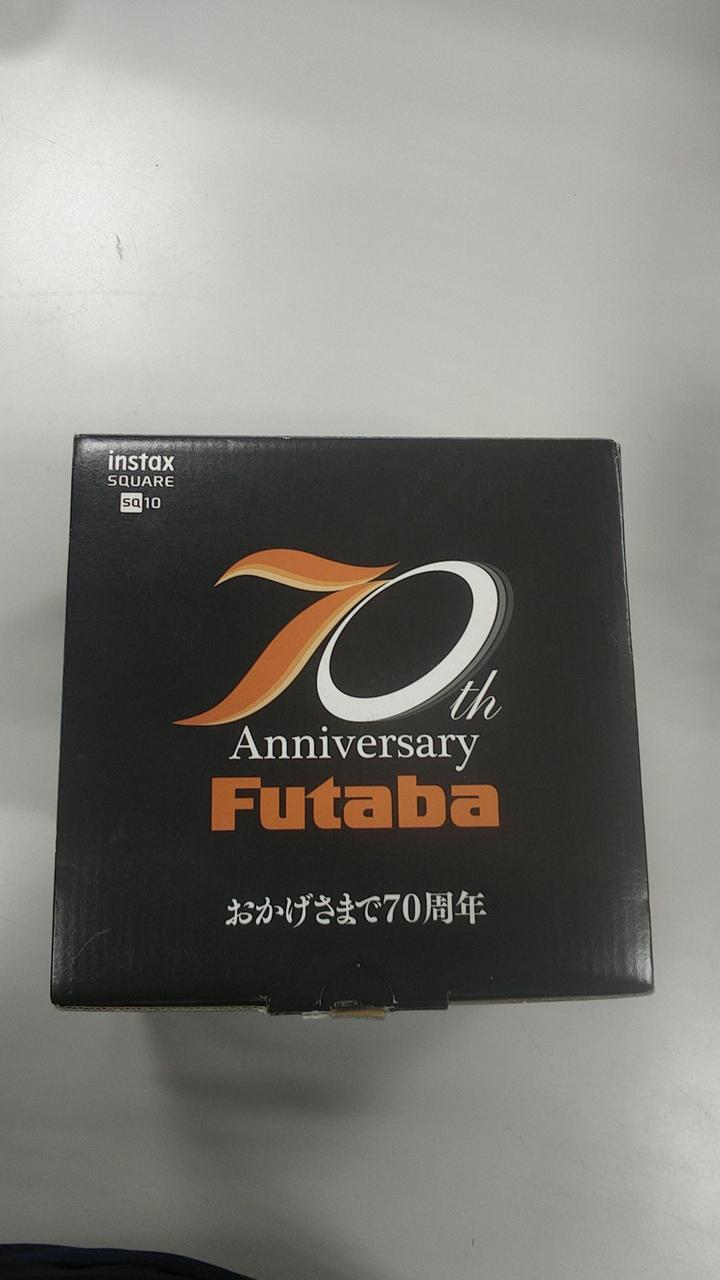 instax
SQUARE
SQ10
70th
Anniversary
Futaba
おかげさまで70周年